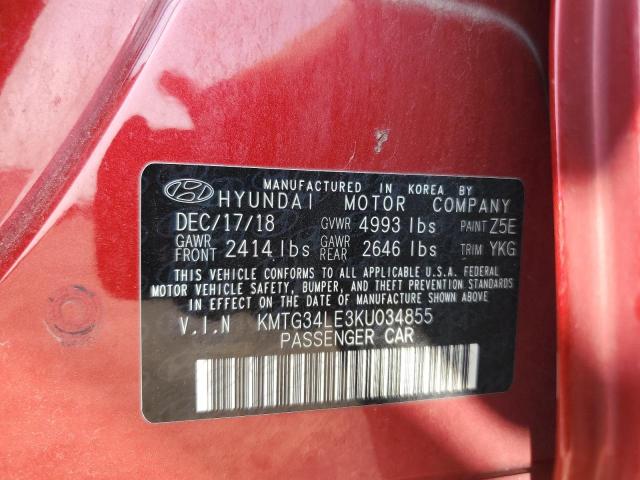 MANUFACTURED IN KOREA BY
HYUNDAI MOTOR COMPANY
DEC/17/18 GVWR 4993 lbs PAINT Z5E
GAWR FRONT 2414 lbs GAWR REAR 2646 lbs TRIM YKG
THIS VEHICLE CONFORMS TO ALL APPLICABLE U.S.A. FEDERAL
MOTOR VEHICLE SAFETY, BUMPER, AND THEFT PREVENTION STANDARDS
IN EFFECT ON THE DATE OF MANUFACTURE SHOWN ABOVE
V.I.N KMTG34LE3KU034855
PASSENGER CAR